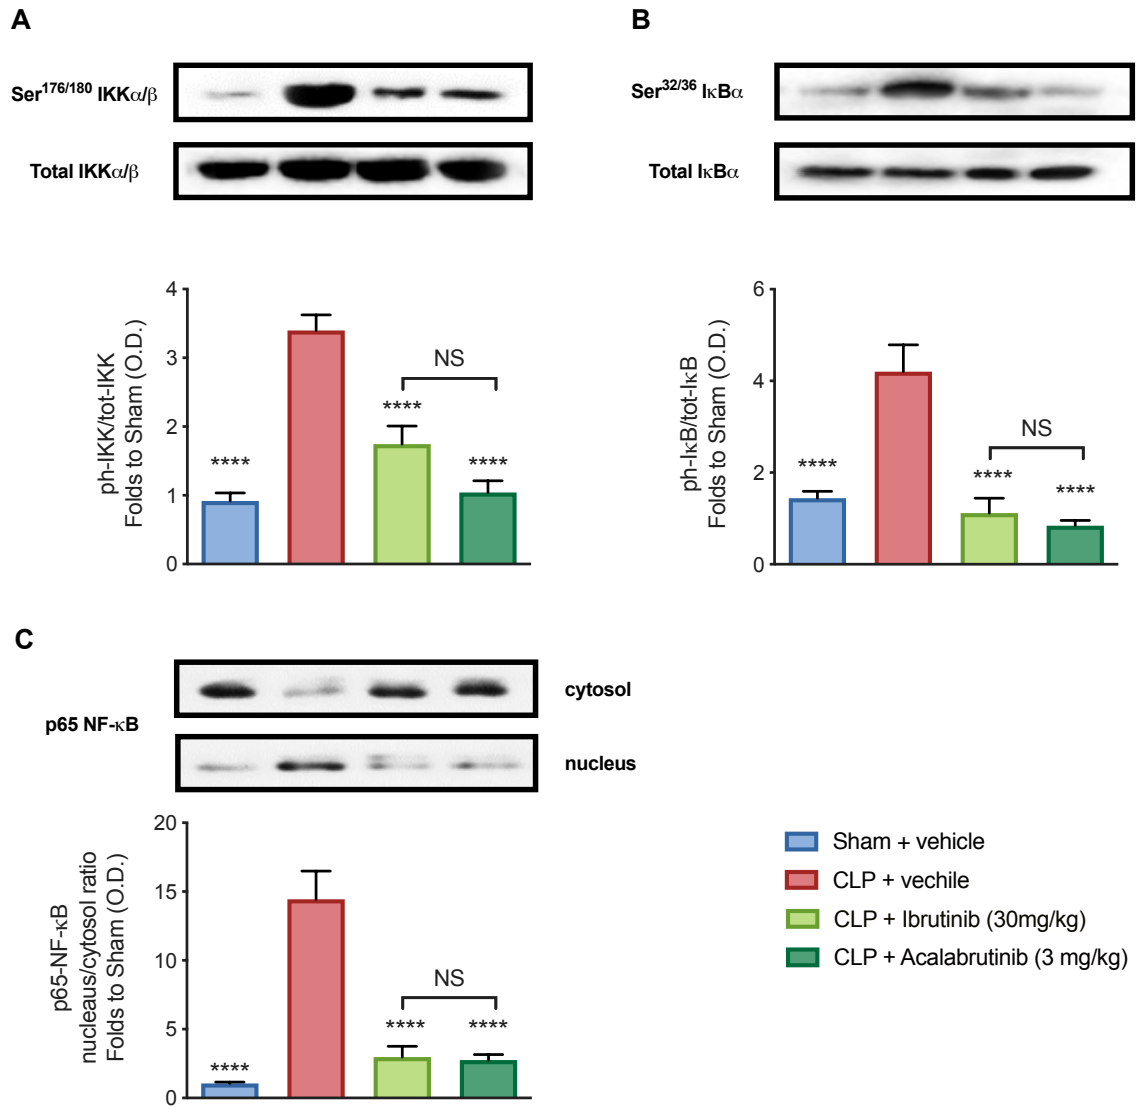 A
Ser176/180 IKKα/β
Total IKKα/β
4
3
2
1
0
ph-IKK/tot-IKK
Folds to Sham (O.D.)
****
****
NS
****
B
Ser32/36 IκBα
Total IκBα
6
4
2
0
ph-IκB/tot-IκB
Folds to Sham (O.D.)
****
****
NS
****
C
p65 NF-κB
cytosol
nucleus
20
15
10
5
0
p65-NF-κB
nucleaus/cytosol ratio
Folds to Sham (O.D.)
****
****
NS
****
Sham + vehicle
CLP + vechile
CLP + Ibrutinib (30mg/kg)
CLP + Acalabrutinib (3 mg/kg)